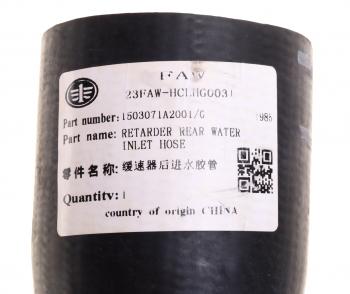 FAW
23FAW-HCLHG0031
Part number: 1503071A2001/C 1986
Part name: RETARDER REAR WATER
INLET HOSE
零件名称: 缓速器后进水胶管
Quantity: 1
country of origin CHINA